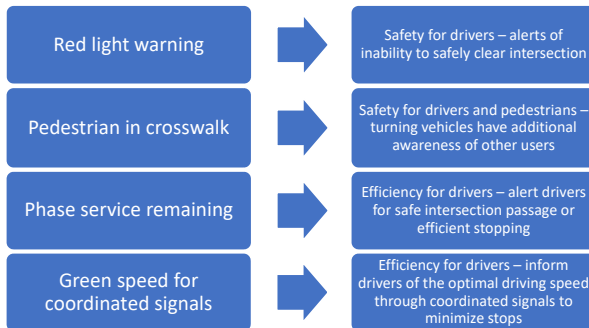 Red light warning
Safety for drivers – alerts of
inability to safely clear intersection
Pedestrian in crosswalk
Safety for drivers and pedestrians –
turning vehicles have additional
awareness of other users
Phase service remaining
Efficiency for drivers – alert drivers
for safe intersection passage or
efficient stopping
Green speed for
coordinated signals
Efficiency for drivers – inform
drivers of the optimal driving speed
through coordinated signals to
minimize stops